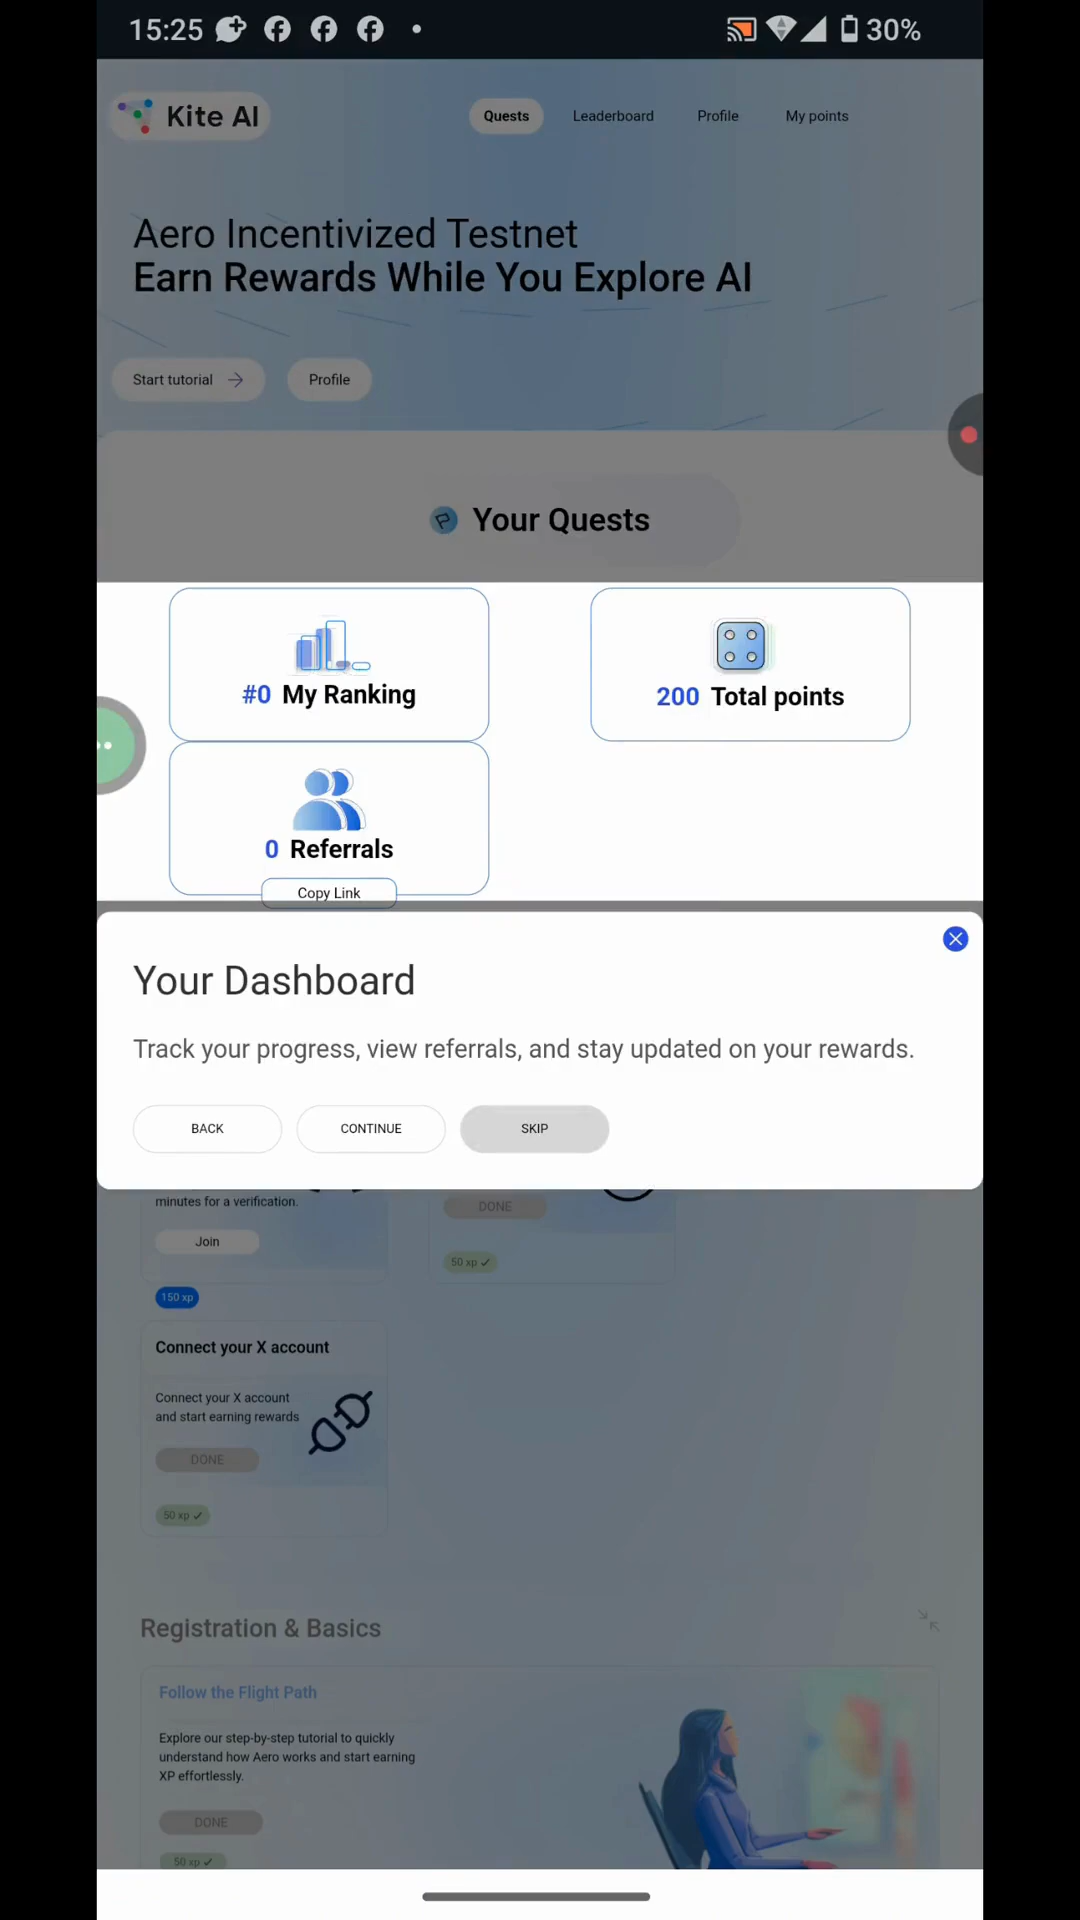 15:25
30%
Kite AI
Quests
Leaderboard
Profile
My points
Aero Incentivized Testnet
Earn Rewards While You Explore AI
Start tutorial
Profile
Your Quests
#0 My Ranking
200 Total points
0 Referrals
Copy Link
Your Dashboard
Track your progress, view referrals, and stay updated on your rewards.
BACK
CONTINUE
SKIP
minutes for a verification.
Join
150 xp
DONE
50 xp
Connect your X account
Connect your X account
and start earning rewards
DONE
50 xp
Registration & Basics
Follow the Flight Path
Explore our step-by-step tutorial to quickly
understand how Aero works and start earning
XP effortlessly.
DONE
50 xp